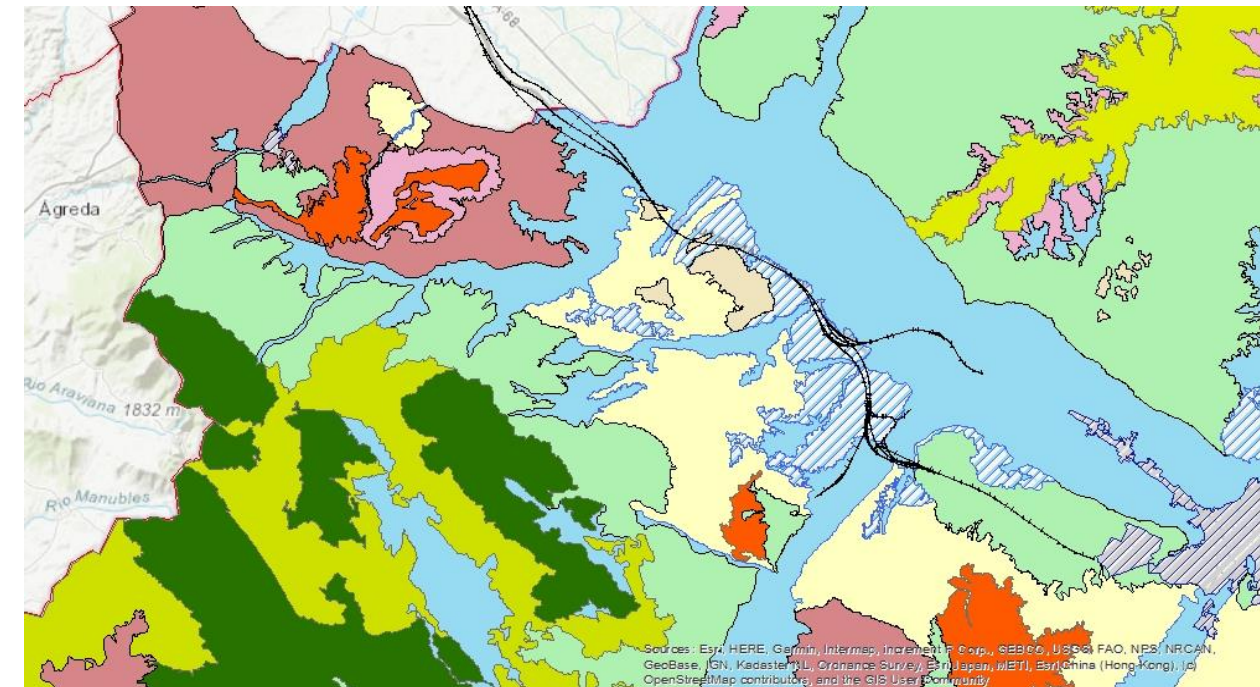 A-68
Ágreda
Río Araviana 1832 m
Río Manubles
Sources: Esri, HERE, Garmin, Intermap, increment P Corp., GEBCO, USGS, FAO, NPS, NRCAN,
GeoBase, IGN, Kadaster NL, Ordnance Survey, Esri Japan, METI, Esri China (Hong Kong), (c)
OpenStreetMap contributors, and the GIS User Community